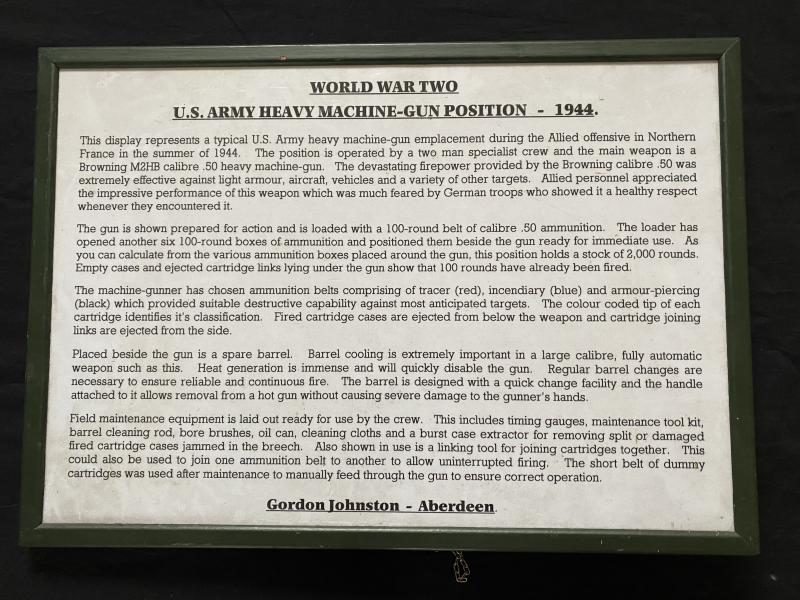 WORLD WAR TWO
U.S. ARMY HEAVY MACHINE-GUN POSITION - 1944.
This display represents a typical U.S. Army heavy machine-gun emplacement during the Allied offensive in Northern
France in the summer of 1944. The position is operated by a two man specialist crew and the main weapon is a
Browning M2HB calibre .50 heavy machine-gun. The devastating firepower provided by the Browning calibre .50 was
extremely effective against light armour, aircraft, vehicles and a variety of other targets. Allied personnel appreciated
the impressive performance of this weapon which was much feared by German troops who showed it a healthy respect
whenever they encountered it.
The gun is shown prepared for action and is loaded with a 100-round belt of calibre .50 ammunition. The loader has
opened another six 100-round boxes of ammunition and positioned them beside the gun ready for immediate use. As
you can calculate from the various ammunition boxes placed around the gun, this position holds a stock of 2,000 rounds.
Empty cases and ejected cartridge links lying under the gun show that 100 rounds have already been fired.
The machine-gunner has chosen ammunition belts comprising of tracer (red), incendiary (blue) and armour-piercing
(black) which provided suitable destructive capability against most anticipated targets. The colour coded tip of each
cartridge identifies it's classification. Fired cartridge cases are ejected from below the weapon and cartridge joining
links are ejected from the side.
Placed beside the gun is a spare barrel. Barrel cooling is extremely important in a large calibre, fully automatic
weapon such as this. Heat generation is immense and will quickly disable the gun. Regular barrel changes are
necessary to ensure reliable and continuous fire. The barrel is designed with a quick change facility and the handle
attached to it allows removal from a hot gun without causing severe damage to the gunner's hands.
Field maintenance equipment is laid out ready for use by the crew. This includes timing gauges, maintenance tool kit,
barrel cleaning rod, bore brushes, oil can, cleaning cloths and a burst case extractor for removing split or damaged
fired cartridge cases jammed in the breech. Also shown in use is a linking tool for joining cartridges together. This
could also be used to join one ammunition belt to another to allow uninterrupted firing. The short belt of dummy
cartridges was used after maintenance to manually feed through the gun to ensure correct operation.
Gordon Johnston - Aberdeen